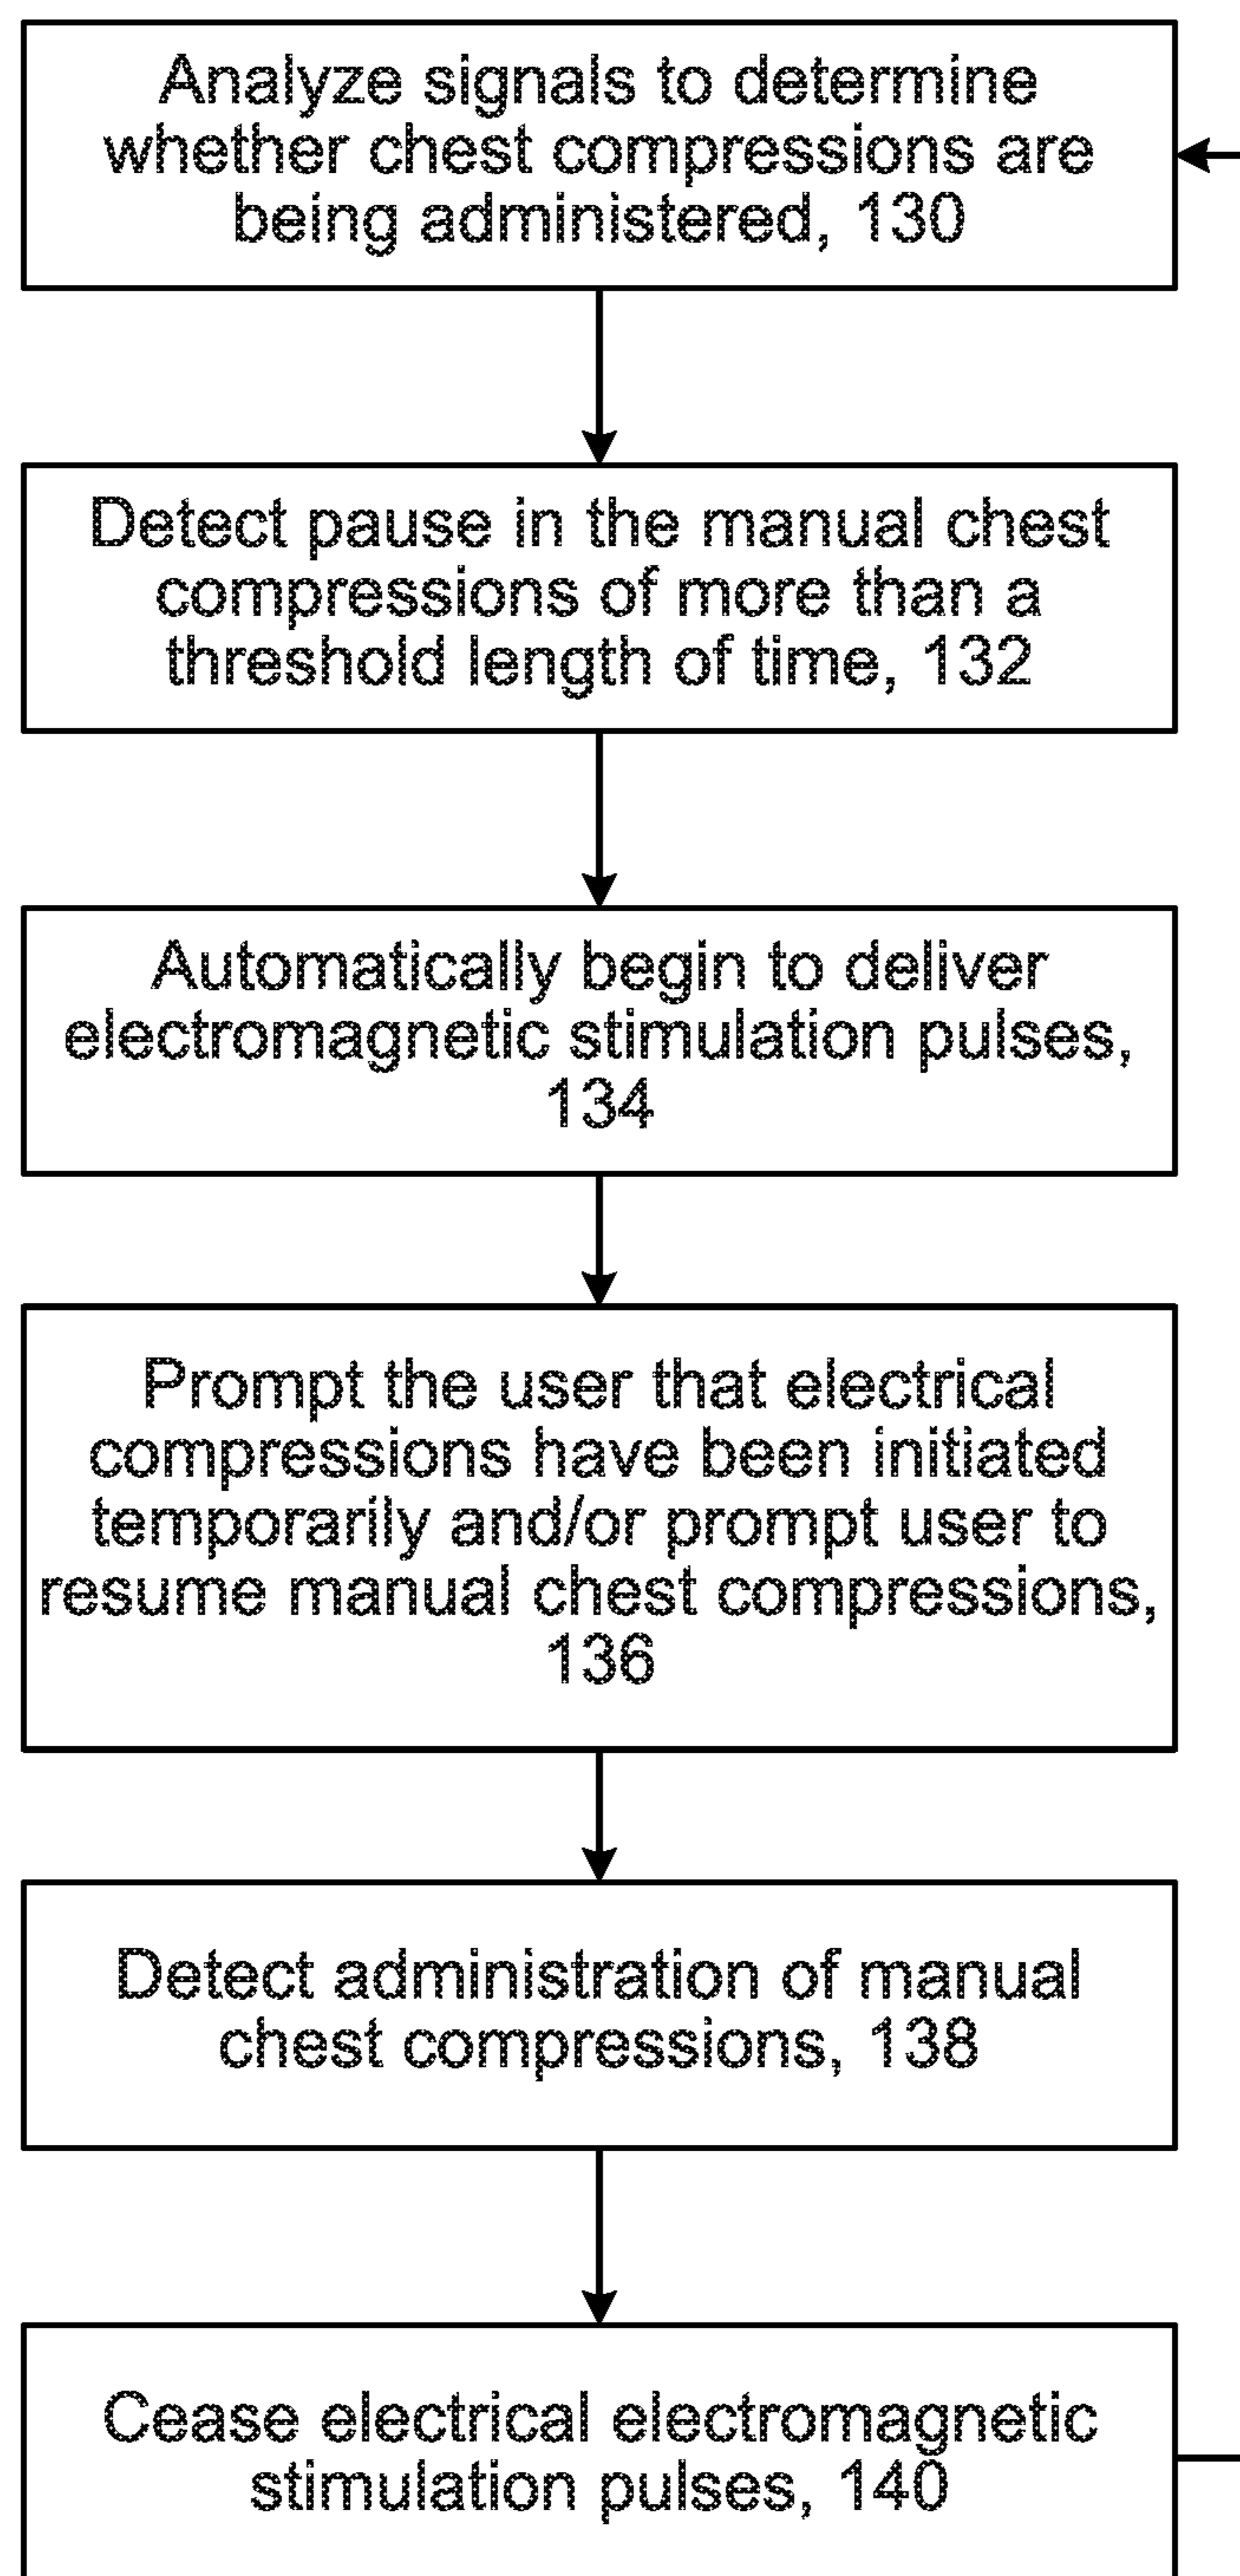 Analyze signals to determine
whether chest compressions are
being administered, 130
Detect pause in the manual chest
compressions of more than a
threshold length of time, 132
Automatically begin to deliver
electromagnetic stimulation pulses,
134
Prompt the user that electrical
compressions have been initiated
temporarily and/or prompt user to
resume manual chest compressions,
136
Detect administration of manual
chest compressions, 138
Cease electrical electromagnetic
stimulation pulses, 140